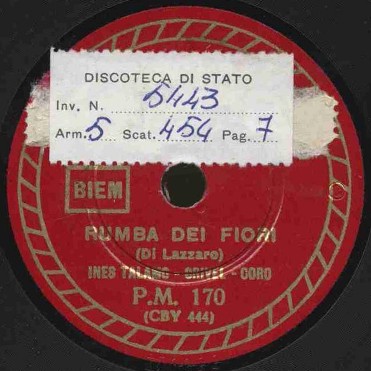 DISCOTECA DI STATO
Inv. N. 5443
Arm. 5 Scat. 454 Pag. 7
BIEM
RUMBA DEI FIORI
(Di Lazzaro)
INES TALAMO - CRIVEL - CORO
P.M. 170
(CBY 444)